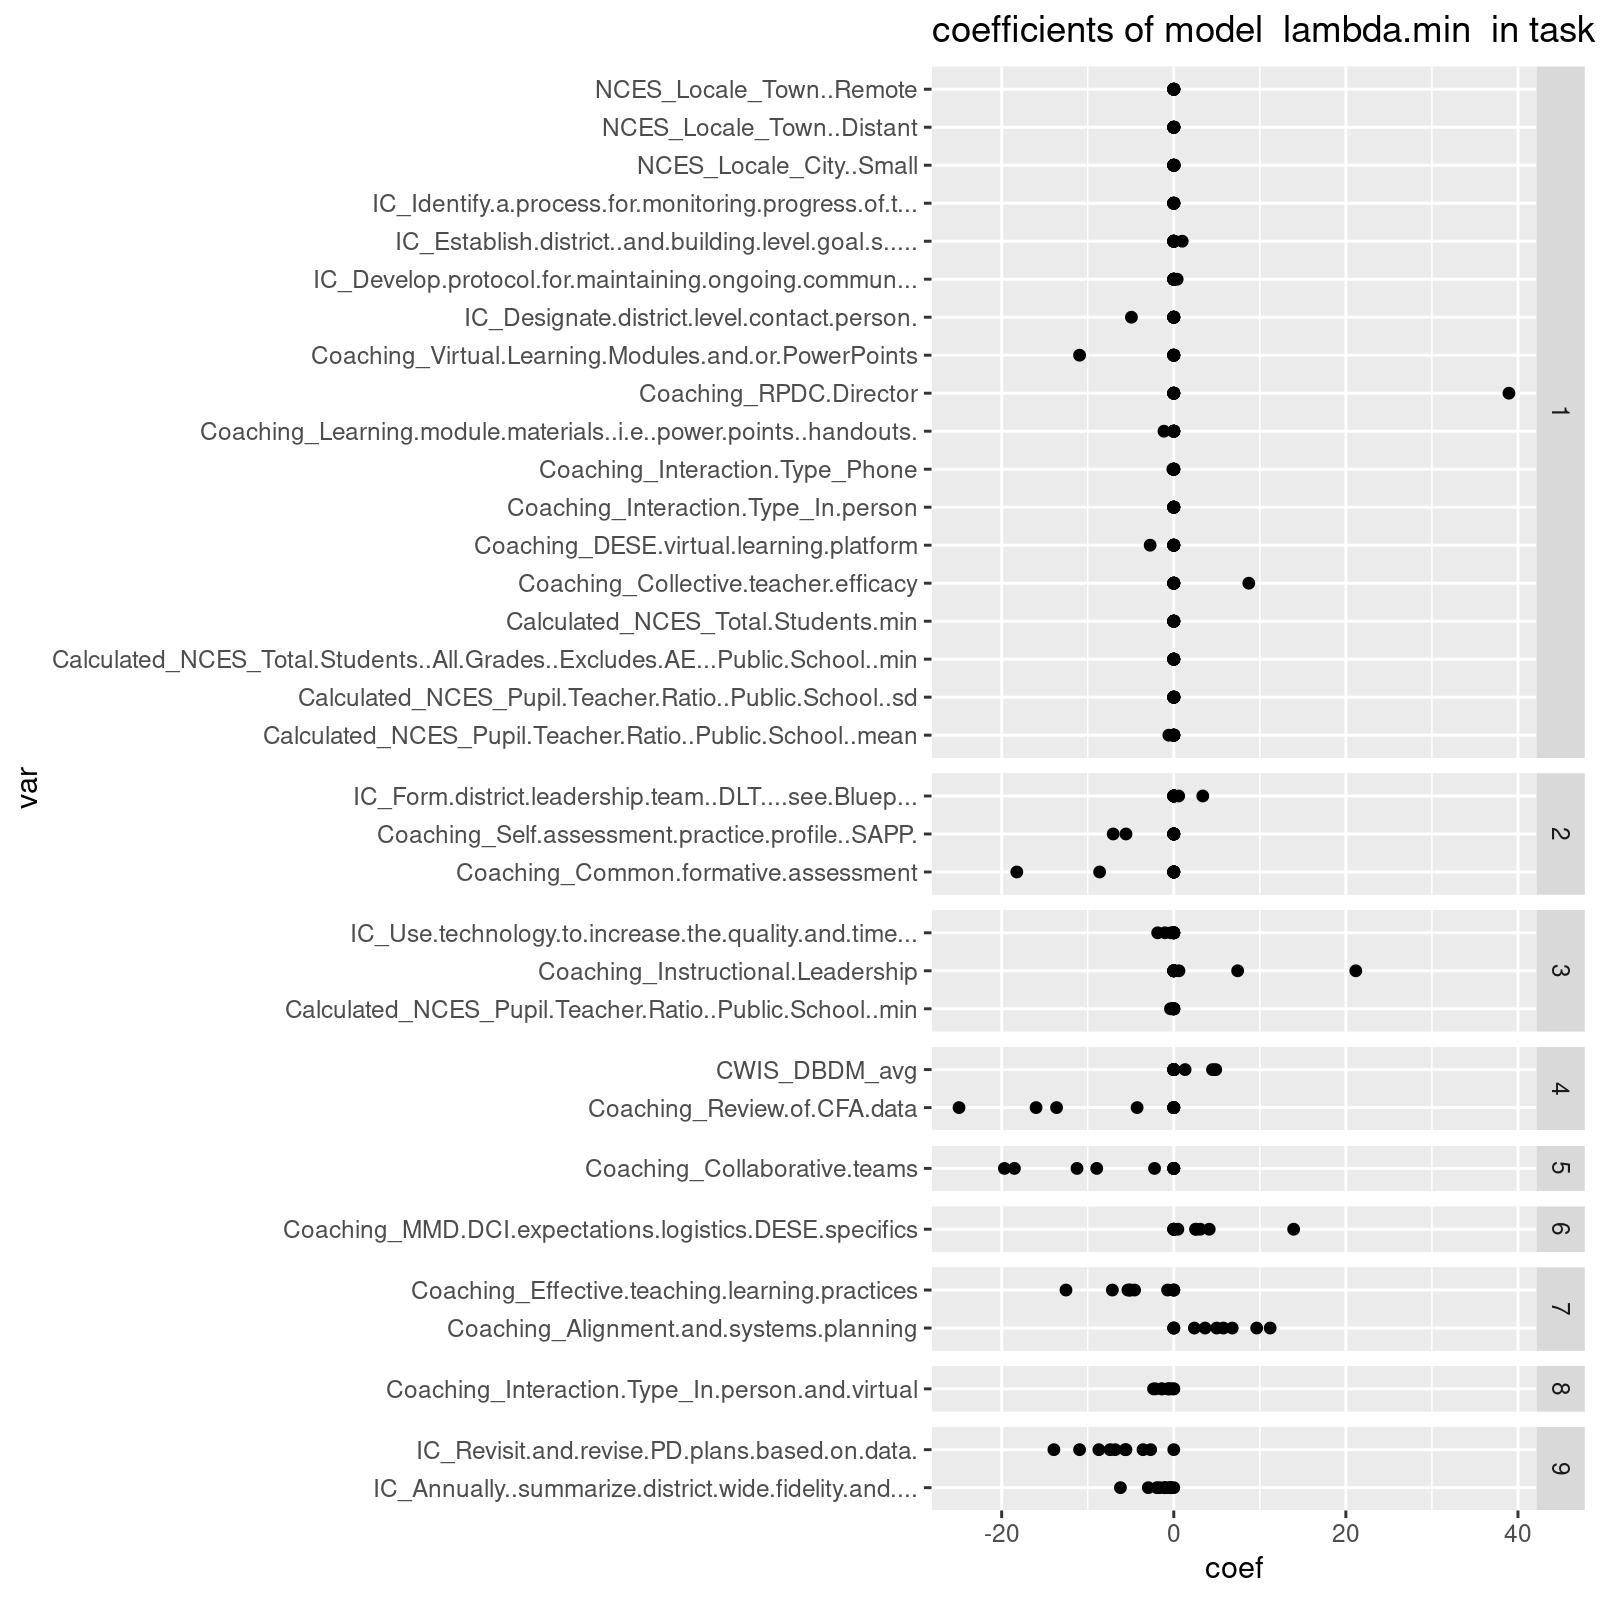 coefficients of model  lambda.min  in task
NCES_Locale_Town..Remote
NCES_Locale_Town..Distant
NCES_Locale_City..Small
IC_Identify.a.process.for.monitoring.progress.of.t...
IC_Establish.district..and.building.level.goal.s.....
IC_Develop.protocol.for.maintaining.ongoing.commun...
IC_Designate.district.level.contact.person.
Coaching_Virtual.Learning.Modules.and.or.PowerPoints
Coaching_RPDC.Director
Coaching_Learning.module.materials..i.e..power.points..handouts.
Coaching_Interaction.Type_Phone
Coaching_Interaction.Type_In.person
Coaching_DESE.virtual.learning.platform
Coaching_Collective.teacher.efficacy
Calculated_NCES_Total.Students.min
Calculated_NCES_Total.Students..All.Grades..Excludes.AE...Public.School..min
Calculated_NCES_Pupil.Teacher.Ratio..Public.School..sd
Calculated_NCES_Pupil.Teacher.Ratio..Public.School..mean
1
IC_Form.district.leadership.team..DLT....see.Bluep...
Coaching_Self.assessment.practice.profile..SAPP.
Coaching_Common.formative.assessment
2
IC_Use.technology.to.increase.the.quality.and.time...
Coaching_Instructional.Leadership
Calculated_NCES_Pupil.Teacher.Ratio..Public.School..min
3
CWIS_DBDM_avg
Coaching_Review.of.CFA.data
4
Coaching_Collaborative.teams
5
Coaching_MMD.DCI.expectations.logistics.DESE.specifics
6
Coaching_Effective.teaching.learning.practices
Coaching_Alignment.and.systems.planning
7
Coaching_Interaction.Type_In.person.and.virtual
8
IC_Revisit.and.revise.PD.plans.based.on.data.
IC_Annually..summarize.district.wide.fidelity.and....
9
var
-20 0 20 40
coef